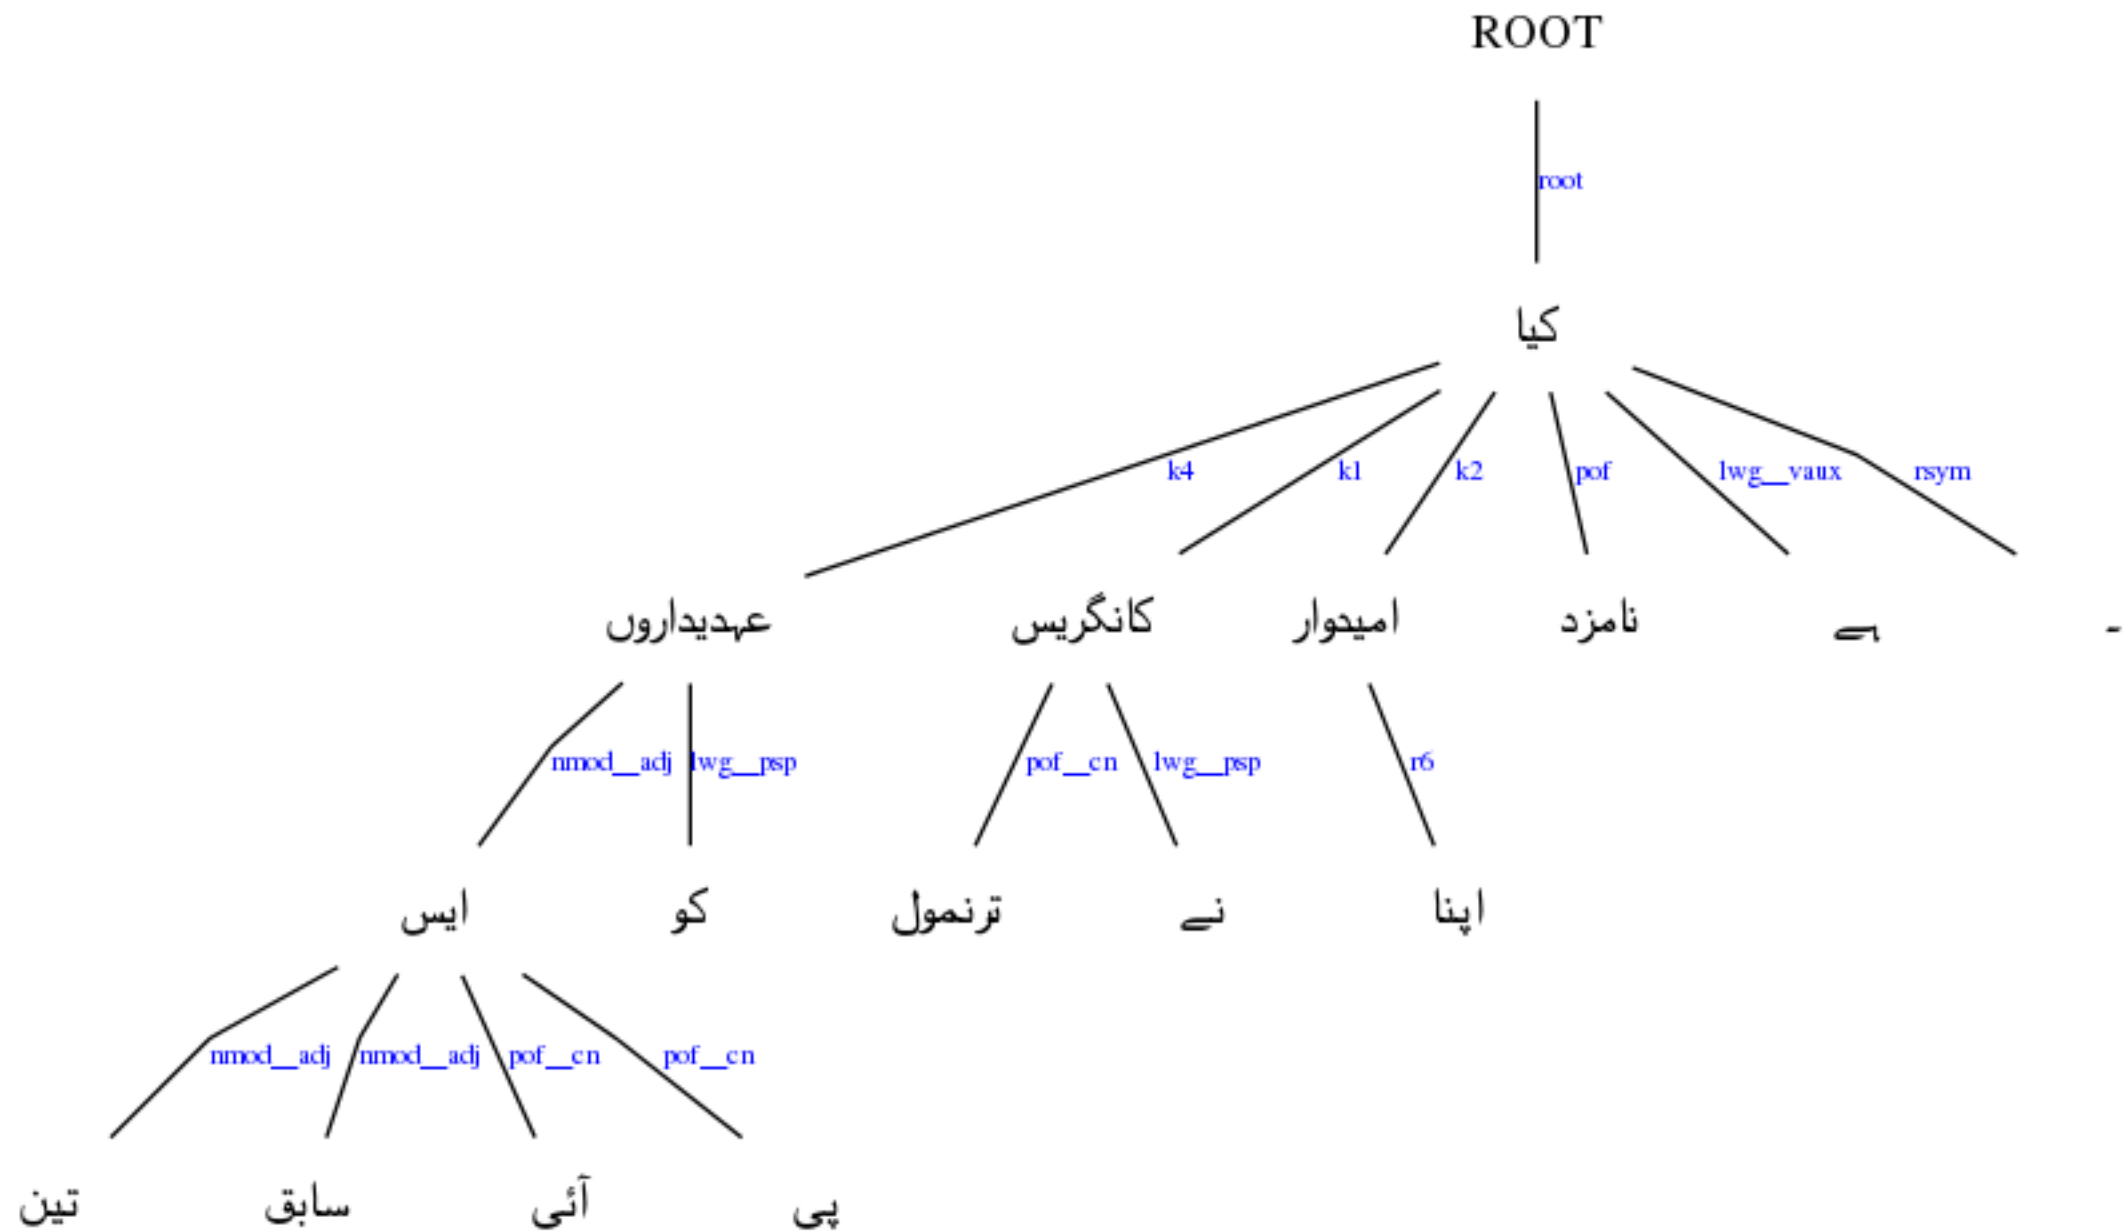 ROOT
root
کیا
k4 k1 k2 pof lwg__vaux rsym
عہدیداروں کانگریس امیدوار نامزد ہے ۔
nmod__adj lwg__psp pof__cn lwg__psp r6
ایس کو ترنمول نے اپنا
nmod__adj nmod__adj pof__cn pof__cn
تین سابق آئی پی